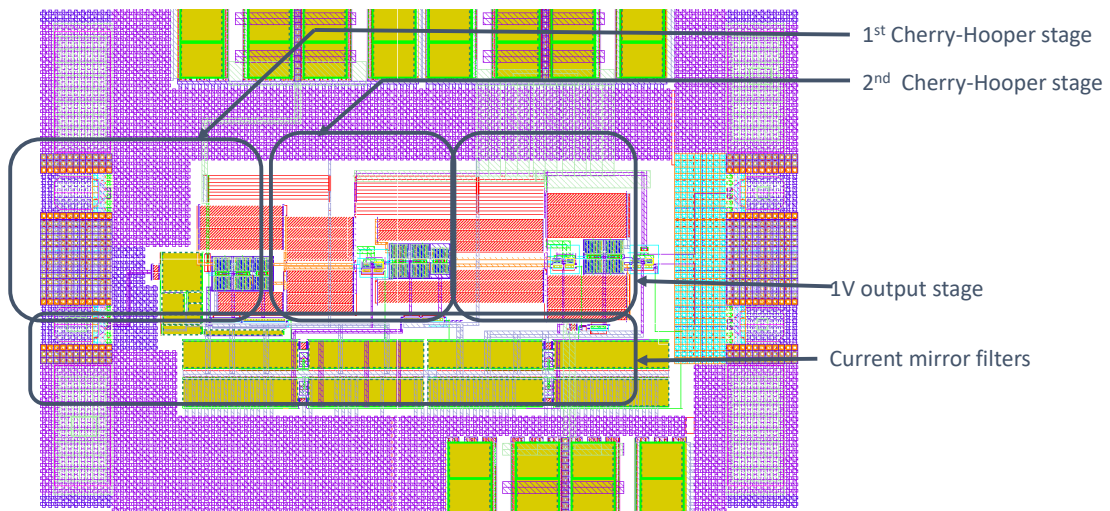 1st Cherry-Hooper stage
2nd Cherry-Hooper stage
1V output stage
Current mirror filters